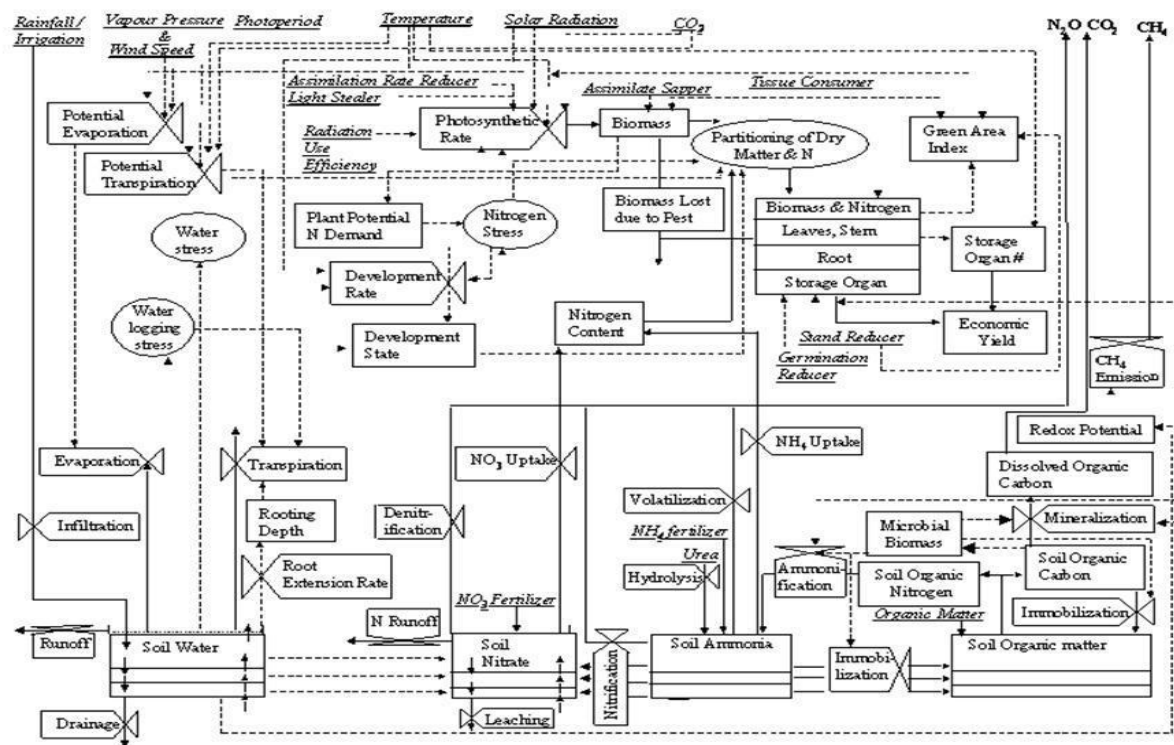 Rainfall /
Irrigation
Vapour Pressure
&
Wind Speed
Photoperiod
Temperature
Solar Radiation
CO2
N2O CO2
CH4
Assimilation Rate Reducer
Light Stealer
Assimilate Sapper
Tissue Consumer
Potential
Evaporation
Potential
Transpiration
Radiation
Use
Efficiency
Photosynthetic
Rate
Biomass
Partitioning of Dry
Matter & N
Green Area
Index
Water
stress
Plant Potential
N Demand
Nitrogen
Stress
Biomass Lost
due to Pest
Biomass & Nitrogen
Leaves, Stem
Root
Storage Organ
Storage
Organ #
Water
logging
stress
Development
Rate
Development
State
Nitrogen
Content
Stand Reducer
Germination
Reducer
Economic
Yield
CH4
Emission
Redox Potential
Evaporation
Transpiration
NO3 Uptake
NH4 Uptake
Dissolved Organic
Carbon
Infiltration
Rooting
Depth
Denitr-
ification
Volatilization
NH4 fertilizer
Urea
Hydrolysis
Microbial
Biomass
Mineralization
Root
Extension Rate
Ammoni-
fication
Soil Organic
Nitrogen
Soil Organic
Carbon
NO3 Fertilizer
Organic Matter
Immobilization
Runoff
Soil Water
N Runoff
Soil
Nitrate
Nitrification
Soil Ammonia
Immobi-
lization
Soil Organic matter
Drainage
Leaching